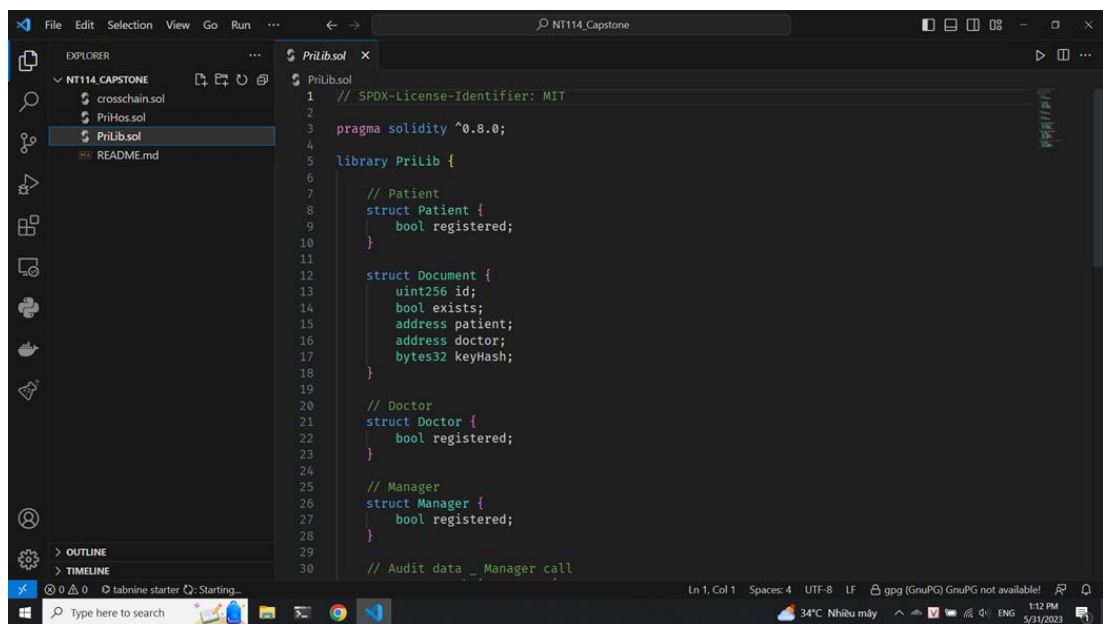 File Edit Selection View Go Run ··· NT114_Capstone
EXPLORER ···
PriLib.sol
NT114_CAPSTONE
PriLib.sol
crosschain.sol
PriHos.sol
PriLib.sol
README.md
1 // SPDX-License-Identifier: MIT
2
3 pragma solidity ^0.8.0;
4
5 library PriLib {
6
7 // Patient
8 struct Patient {
9 bool registered;
10 }
11
12 struct Document {
13 uint256 id;
14 bool exists;
15 address patient;
16 address doctor;
17 bytes32 keyHash;
18 }
19
20 // Doctor
21 struct Doctor {
22 bool registered;
23 }
24
25 // Manager
26 struct Manager {
27 bool registered;
28 }
29
30 // Audit data _ Manager call
OUTLINE
TIMELINE
0 0 tabnine starter Starting... Ln 1, Col 1 Spaces: 4 UTF-8 LF gpg (GnuPG) GnuPG not available!
Type here to search 34°C Nhiều mây ENG 1:12 PM
5/31/2023